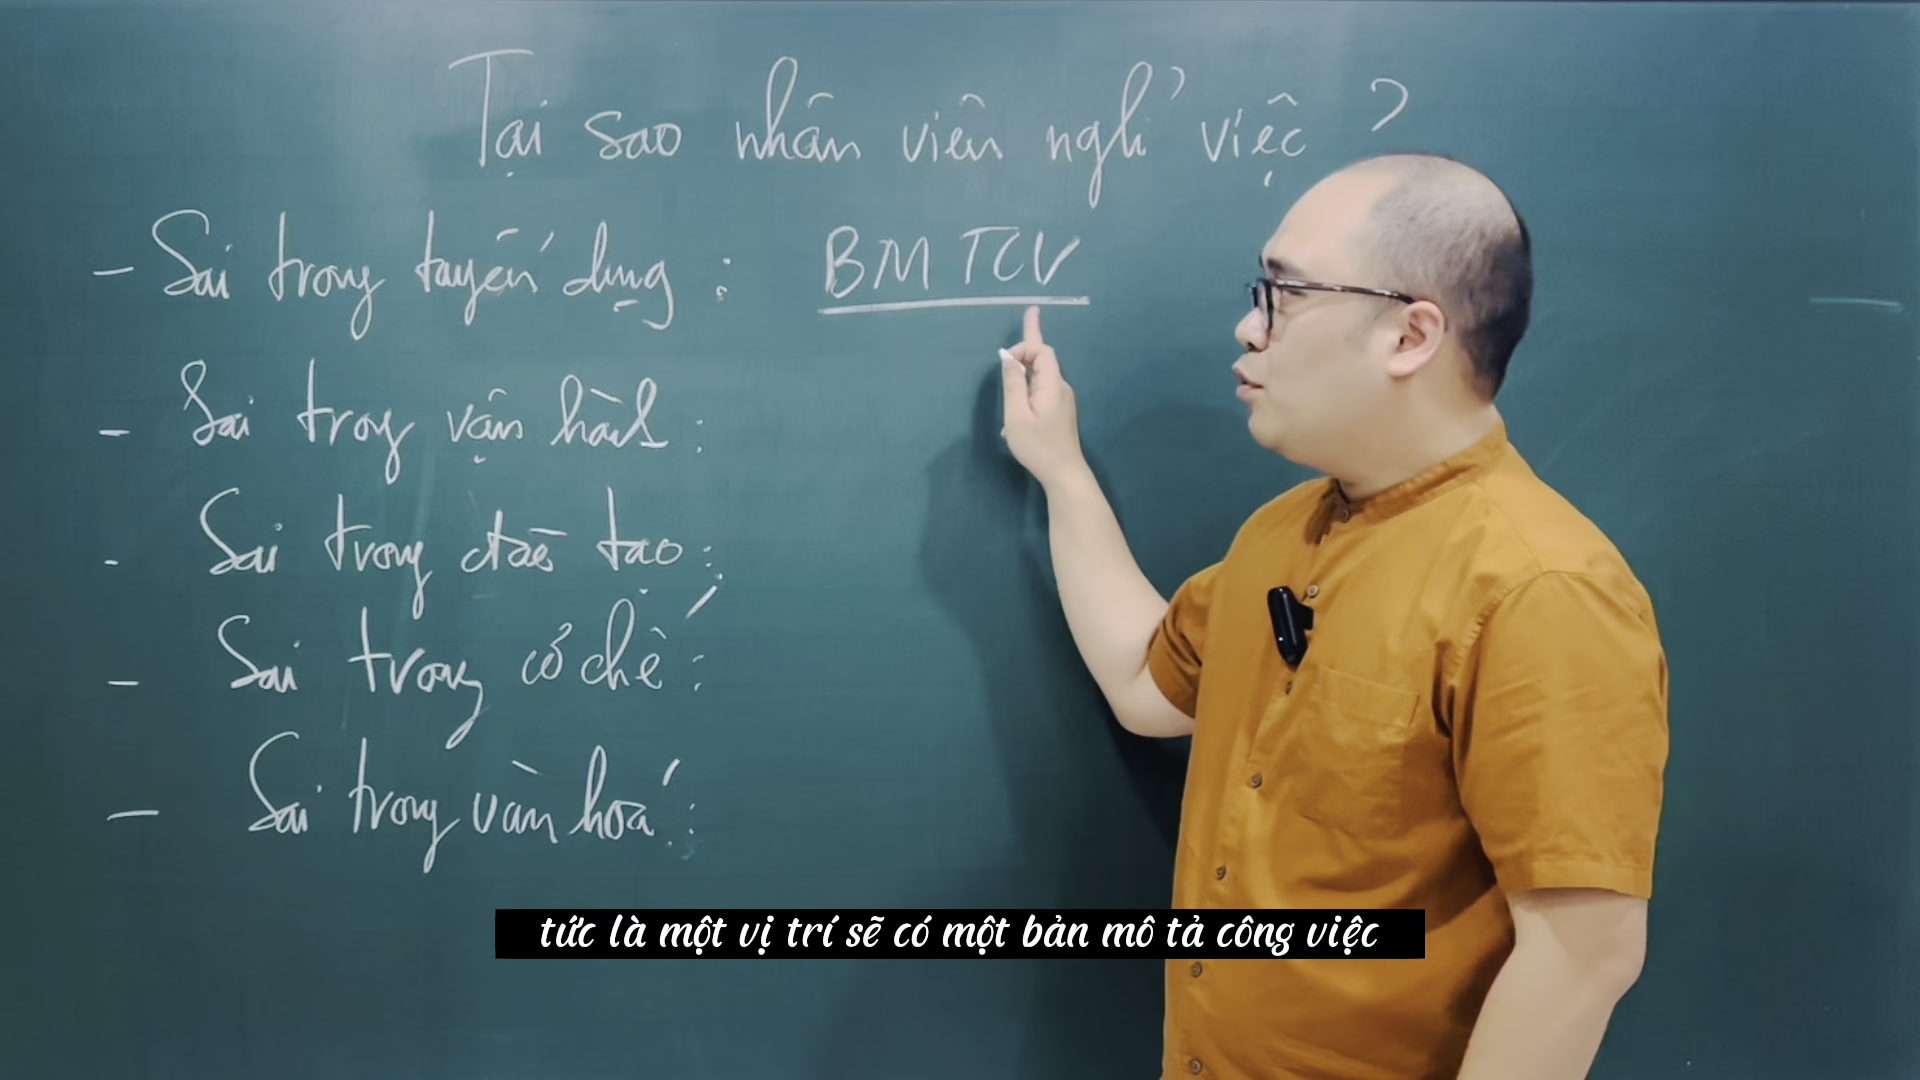 Tại sao nhân viên nghỉ việc?
- Sai trong tuyển dụng: BMTCV
- Sai trong vận hành:
- Sai trong đào tạo:
- Sai trong cơ chế:
- Sai trong văn hoá:
tức là một vị trí sẽ có một bản mô tả công việc